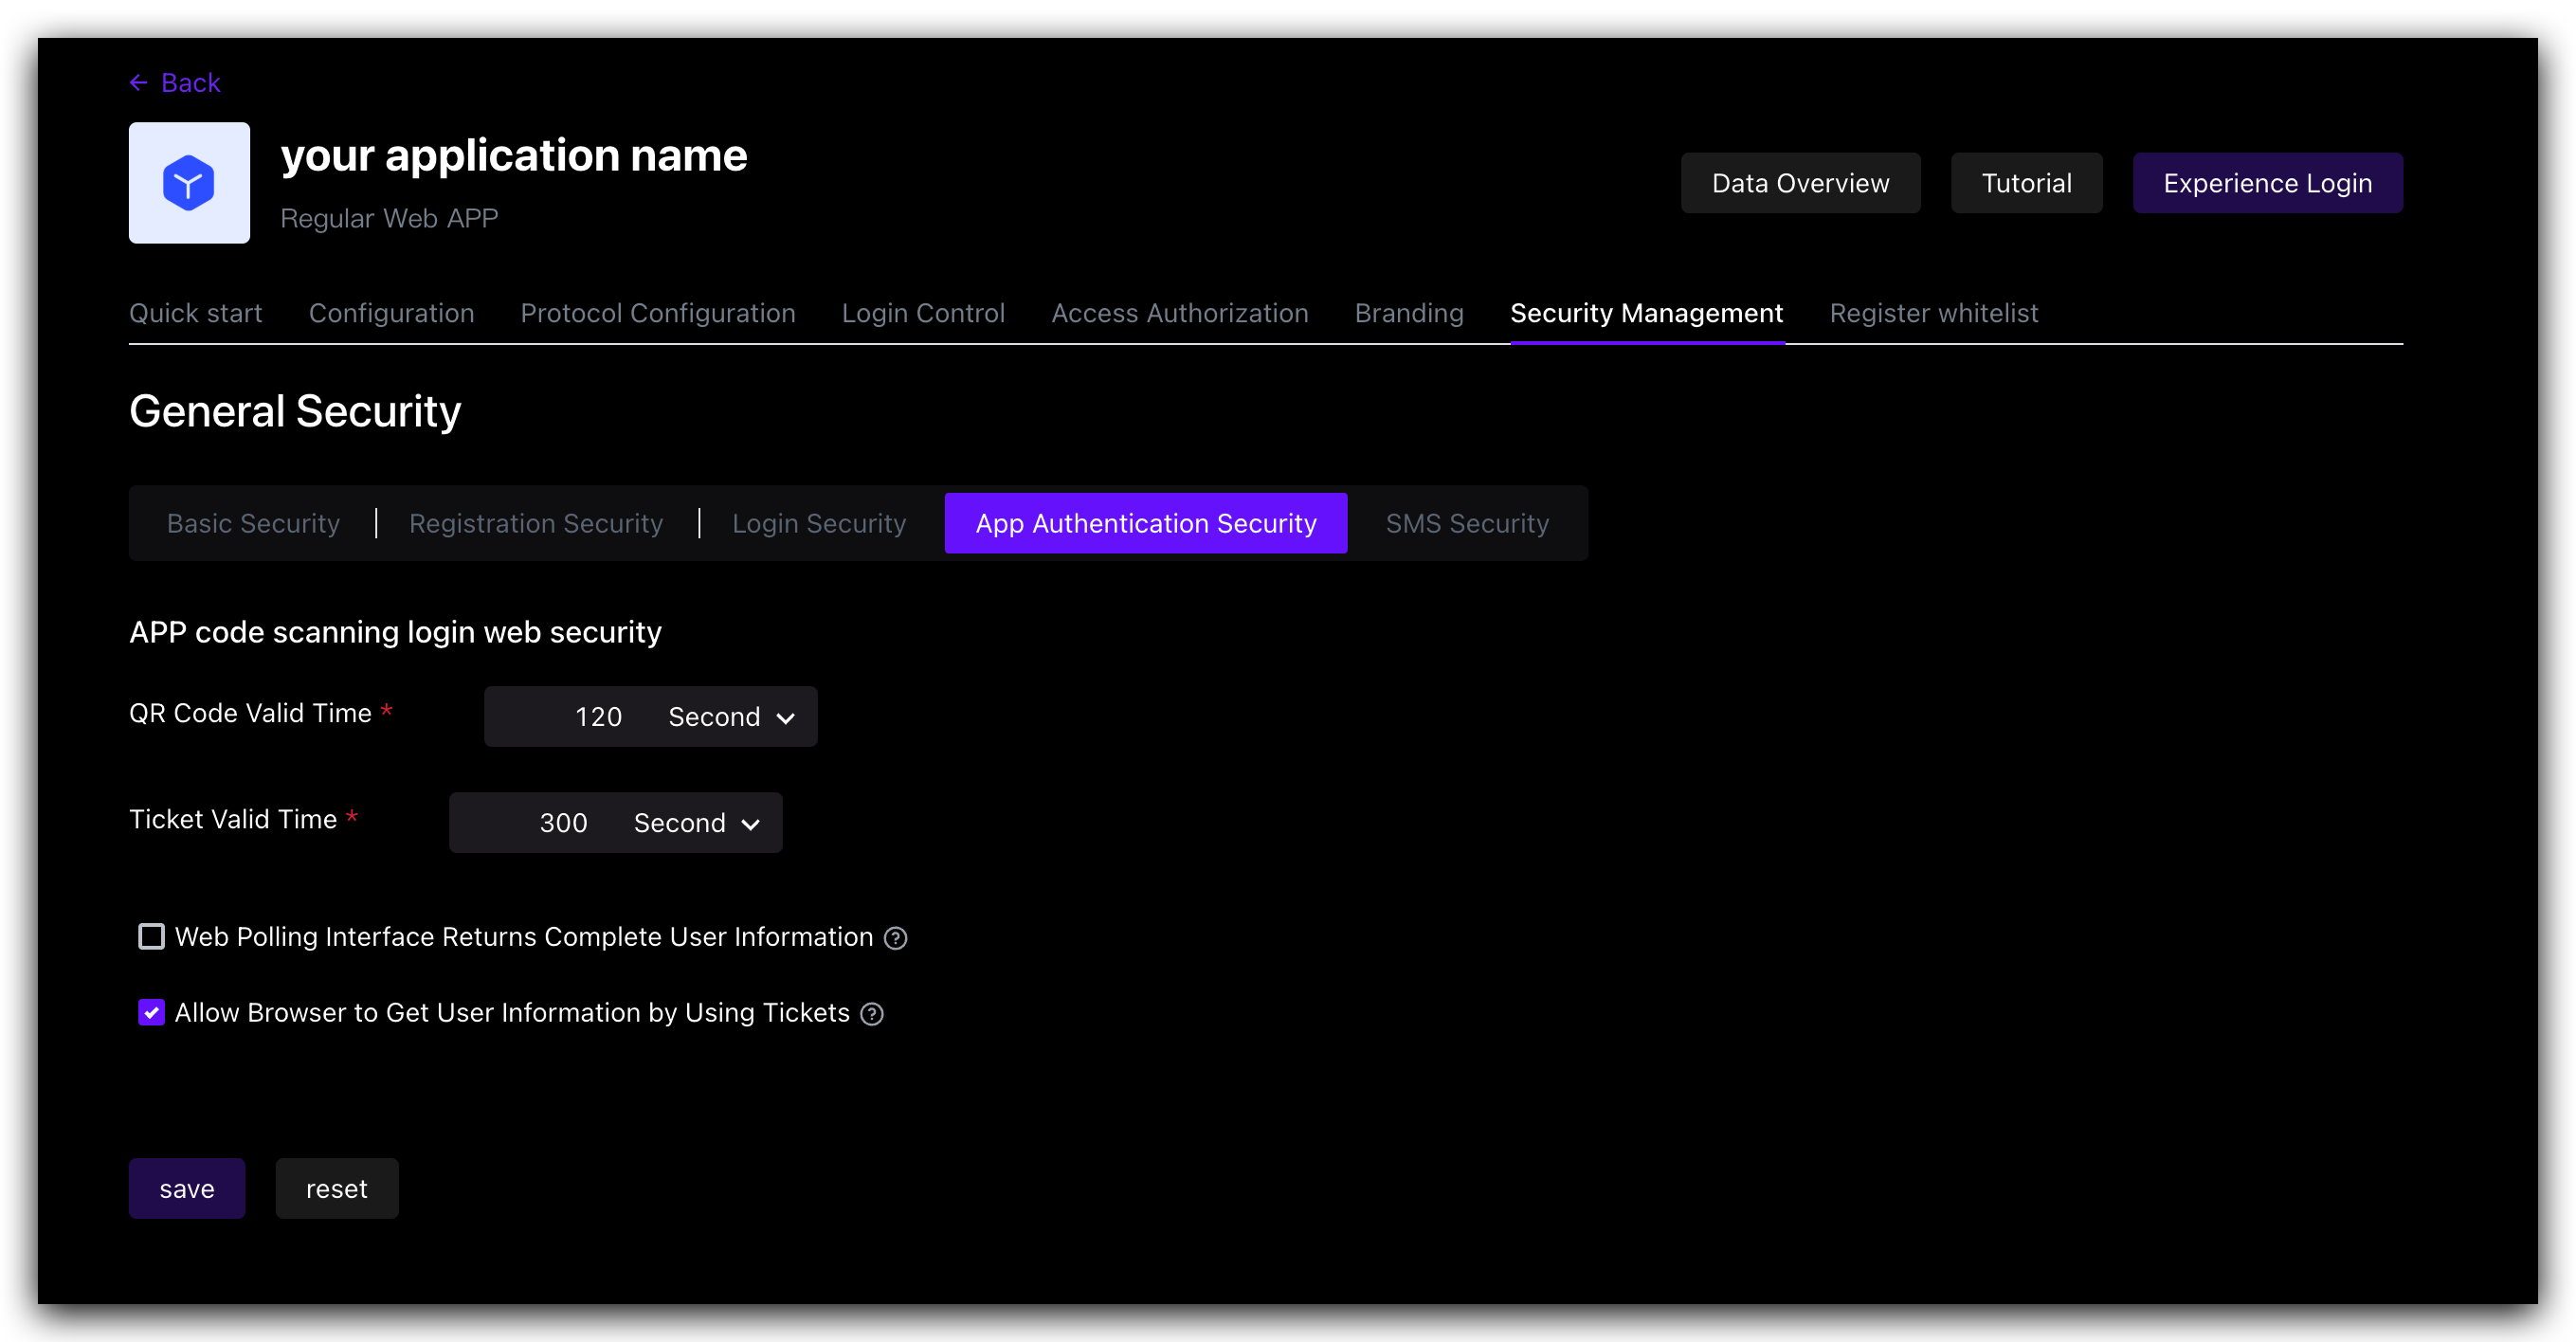 ← Back
your application name
Regular Web APP
Data Overview Tutorial Experience Login
Quick start Configuration Protocol Configuration Login Control Access Authorization Branding Security Management Register whitelist
General Security
Basic Security | Registration Security | Login Security App Authentication Security SMS Security
APP code scanning login web security
QR Code Valid Time * 120 Second
Ticket Valid Time * 300 Second
Web Polling Interface Returns Complete User Information ?
Allow Browser to Get User Information by Using Tickets ?
save reset